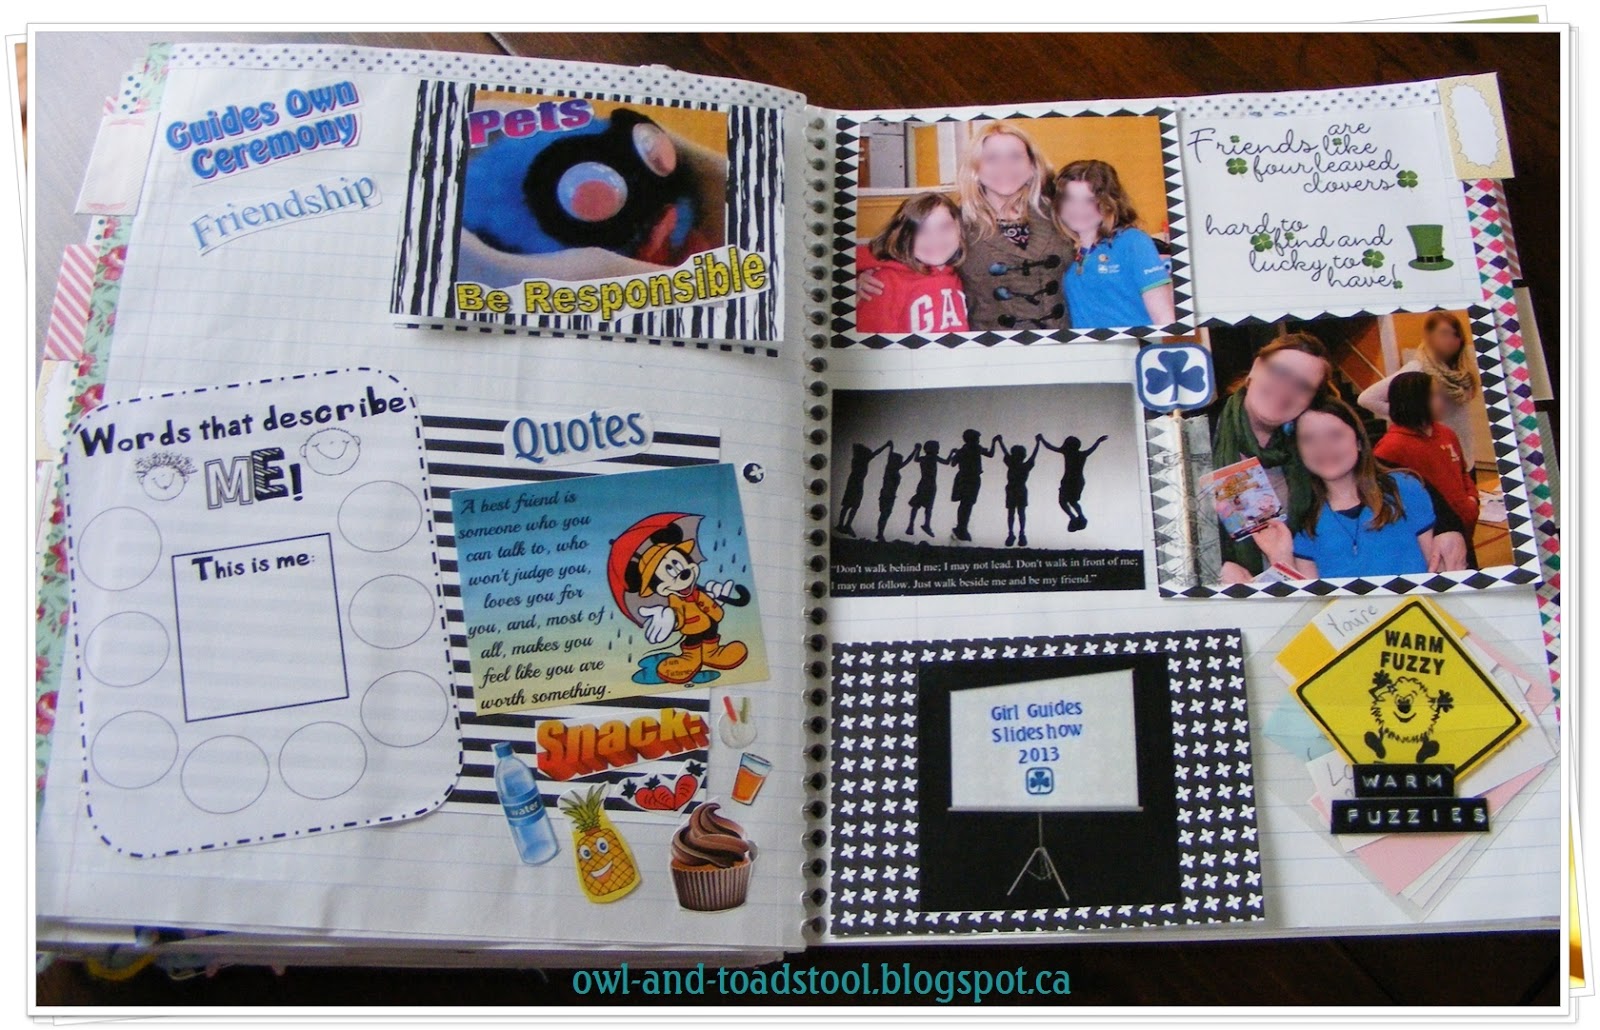 Guides Own
Ceremony
Friendship
Pets
Be Responsible
Words that describe
ME!
This is me:
Quotes
A best friend is
someone who you
can talk to, who
won't judge you,
loves you for
you, and, most of
all, makes you
feel like you are
worth something.
Snack:
water
GA
Friends are
like
four leaved
clovers
hard to
find and
lucky to
have!
"Don't walk behind me; I may not lead. Don't walk in front of me;
I may not follow. Just walk beside me and be my friend."
Girl Guides
Slideshow
2013
You're
WARM
FUZZY
WARM
FUZZIES
owl-and-toadstool.blogspot.ca